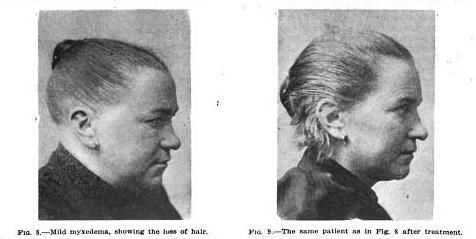 FIG. 8.—Mild myxedema, showing the loss of hair.
FIG. 9.—The same patient as in Fig. 8 after treatment.